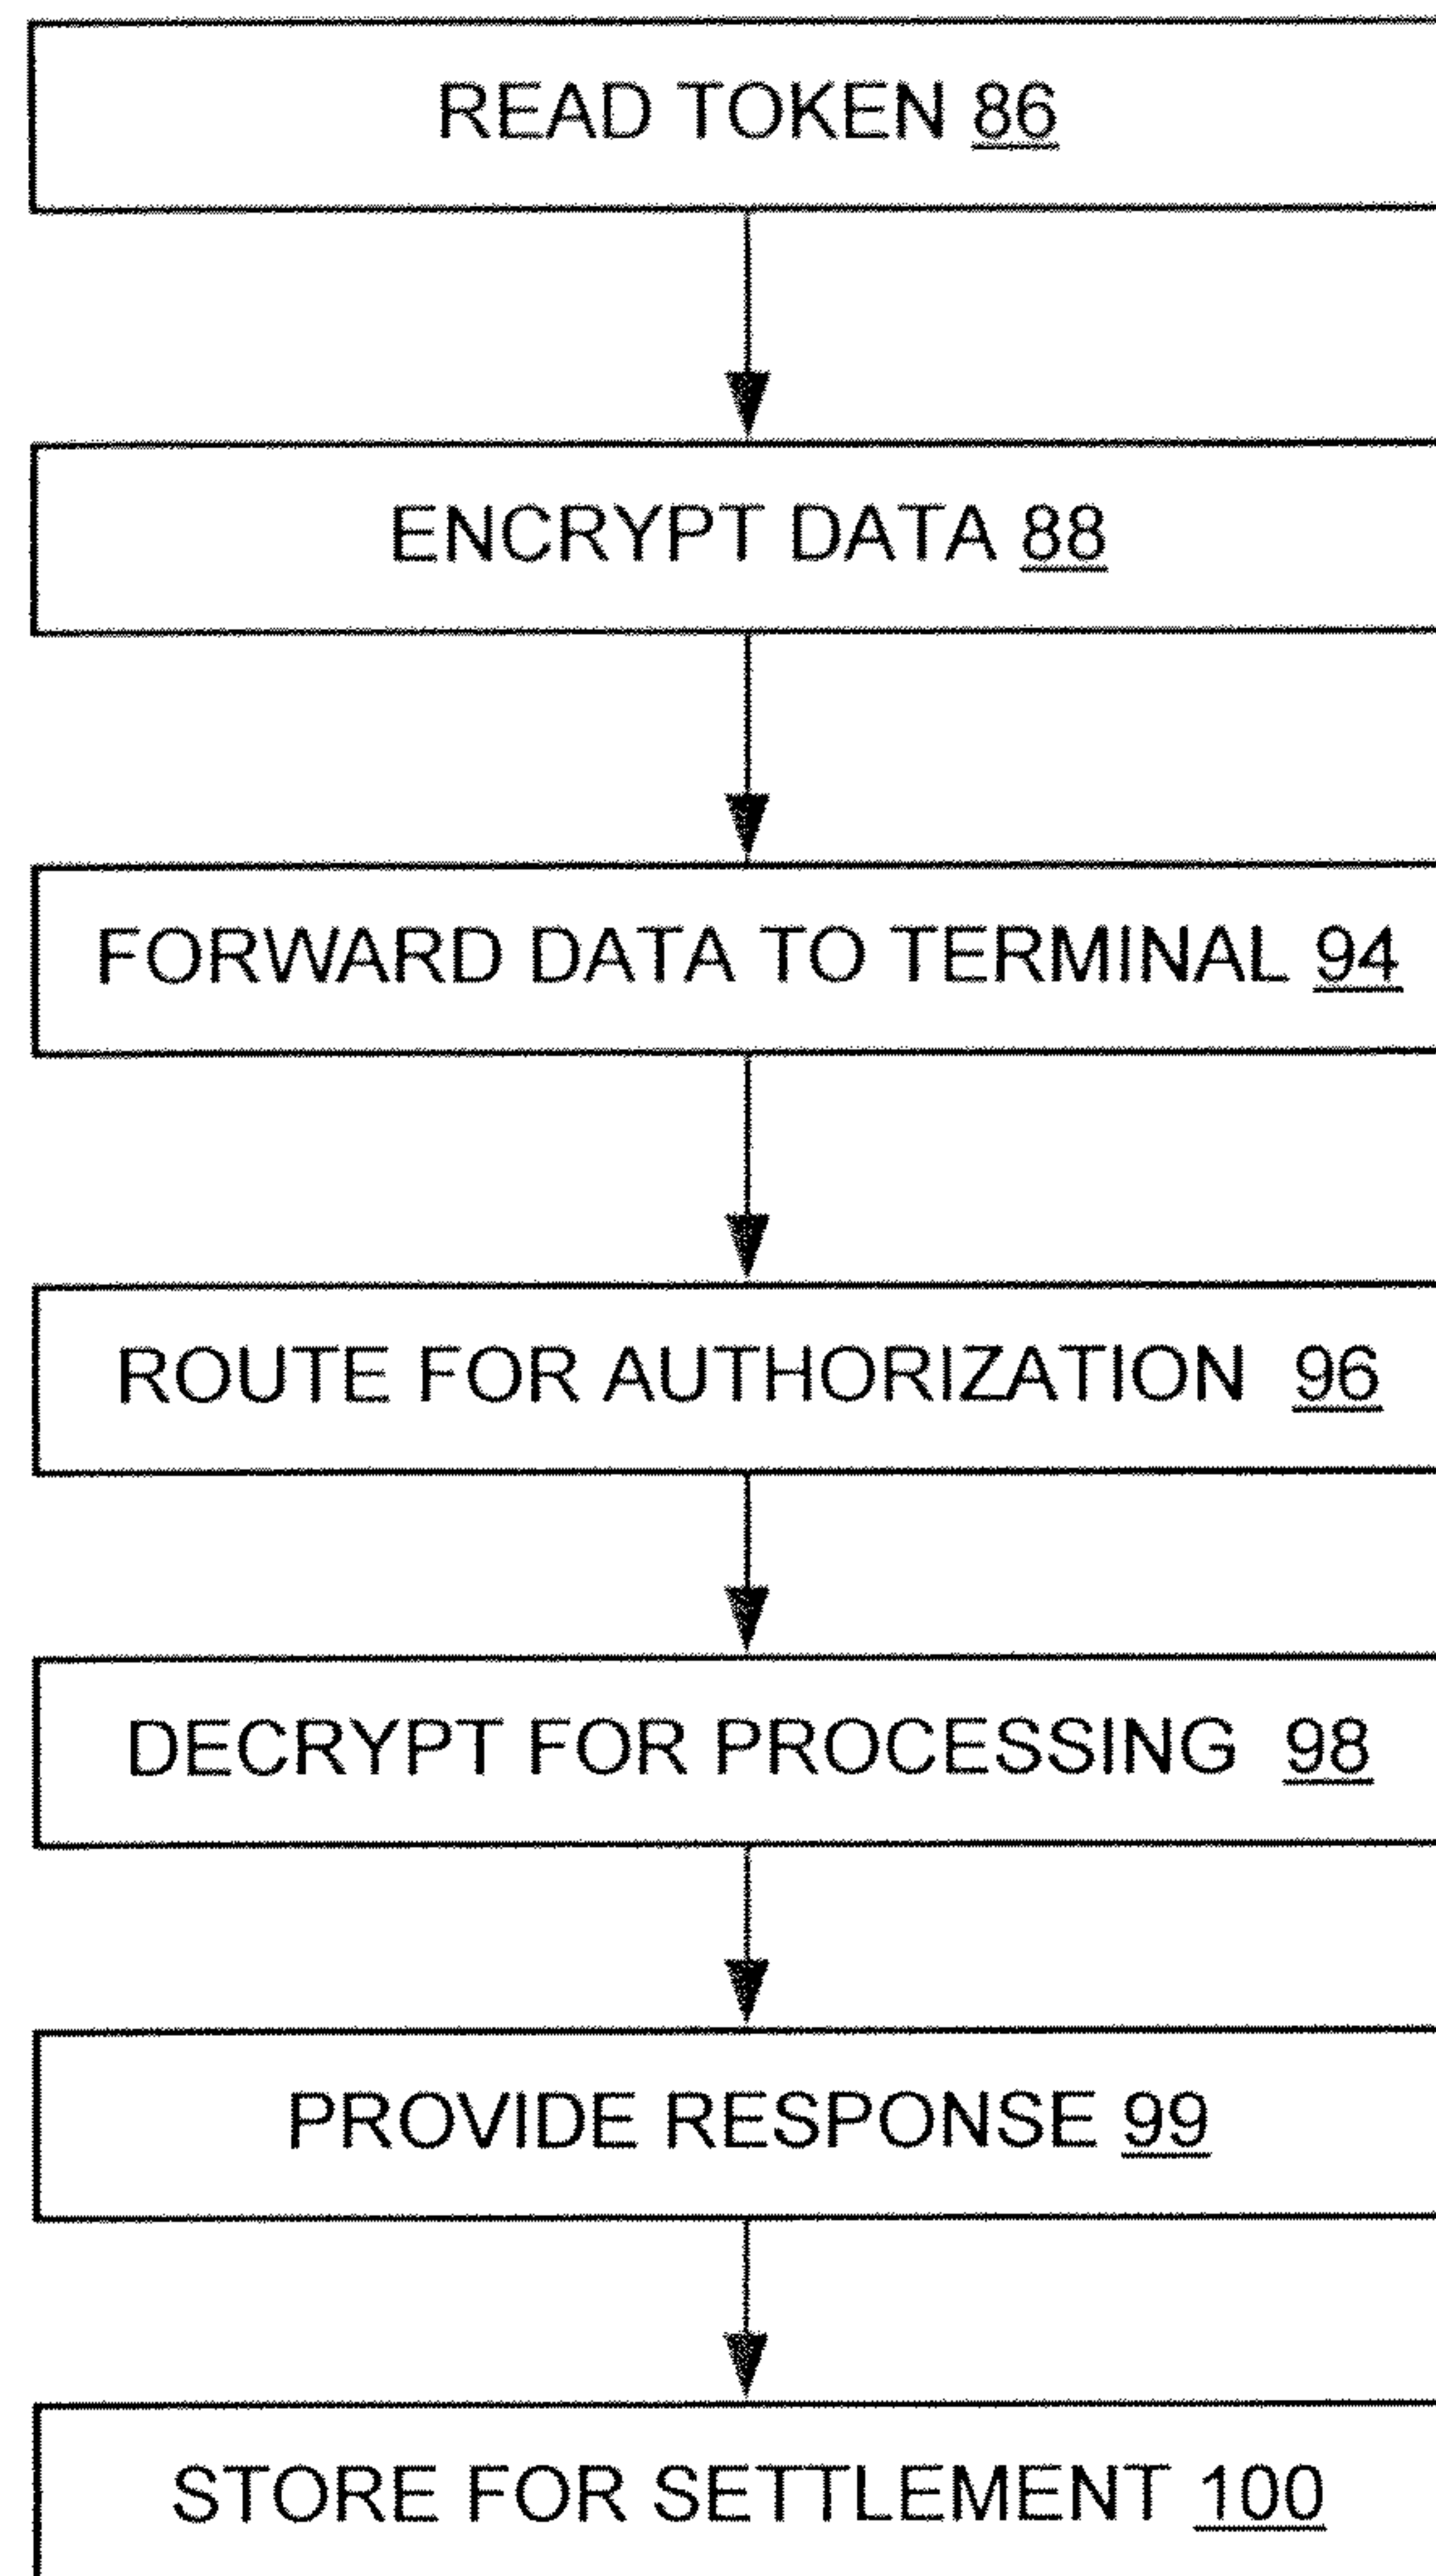 READ TOKEN 86
ENCRYPT DATA 88
FORWARD DATA TO TERMINAL 94
ROUTE FOR AUTHORIZATION 96
DECRYPT FOR PROCESSING 98
PROVIDE RESPONSE 99
STORE FOR SETTLEMENT 100